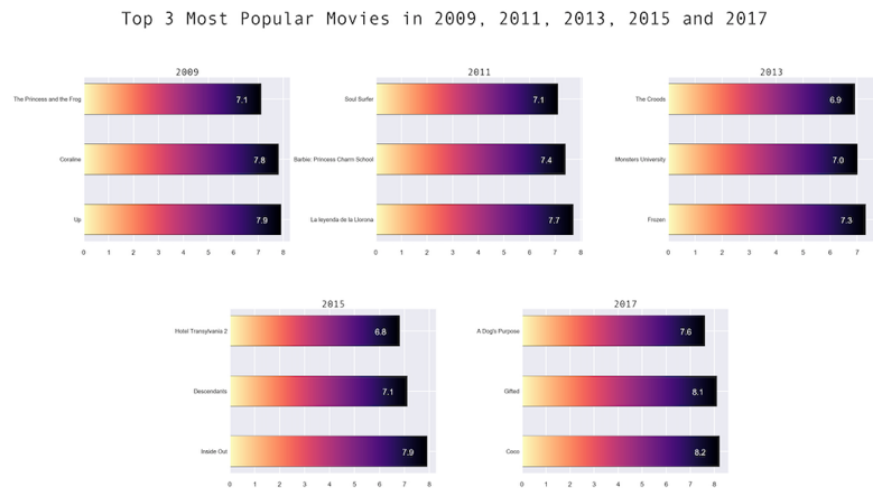 Top 3 Most Popular Movies in 2009, 2011, 2013, 2015 and 2017
2009
The Princess and the Frog 7.1
Coraline 7.8
Up 7.9
0 1 2 3 4 5 6 7 8
2011
Soul Surfer 7.1
Barbie: Princess Charm School 7.4
La leyenda de la Llorona 7.7
0 1 2 3 4 5 6 7 8
2013
The Croods 6.9
Monsters University 7.0
Frozen 7.3
0 1 2 3 4 5 6 7
2015
Hotel Transylvania 2 6.8
Descendants 7.1
Inside Out 7.9
0 1 2 3 4 5 6 7 8
2017
A Dog's Purpose 7.6
Gifted 8.1
Coco 8.2
0 1 2 3 4 5 6 7 8